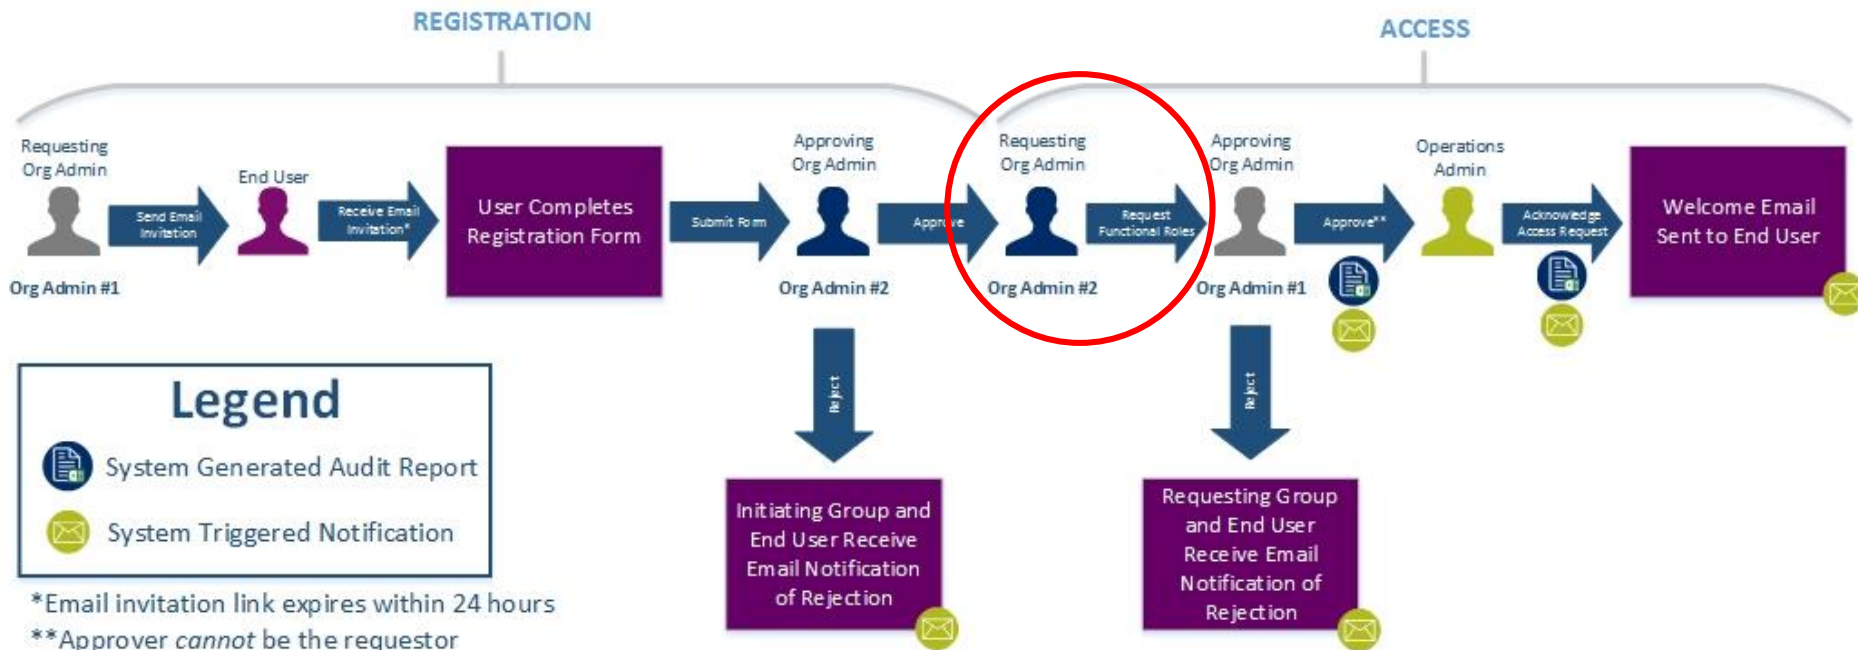 REGISTRATION
ACCESS
Requesting
Org Admin
Org Admin #1
Send Email
Invitation
End User
Receive Email
Invitation*
User Completes
Registration Form
Submit Form
Approving
Org Admin
Org Admin #2
Approve
Requesting
Org Admin
Org Admin #2
Request
Functional Roles
Approving
Org Admin
Org Admin #1
Approve**
Operations
Admin
Acknowledge
Access Request
Welcome Email
Sent to End User
Reject
Reject
Initiating Group and
End User Receive
Email Notification
of Rejection
Requesting Group
and End User
Receive Email
Notification of
Rejection
Legend
System Generated Audit Report
System Triggered Notification
*Email invitation link expires within 24 hours
**Approver cannot be the requestor